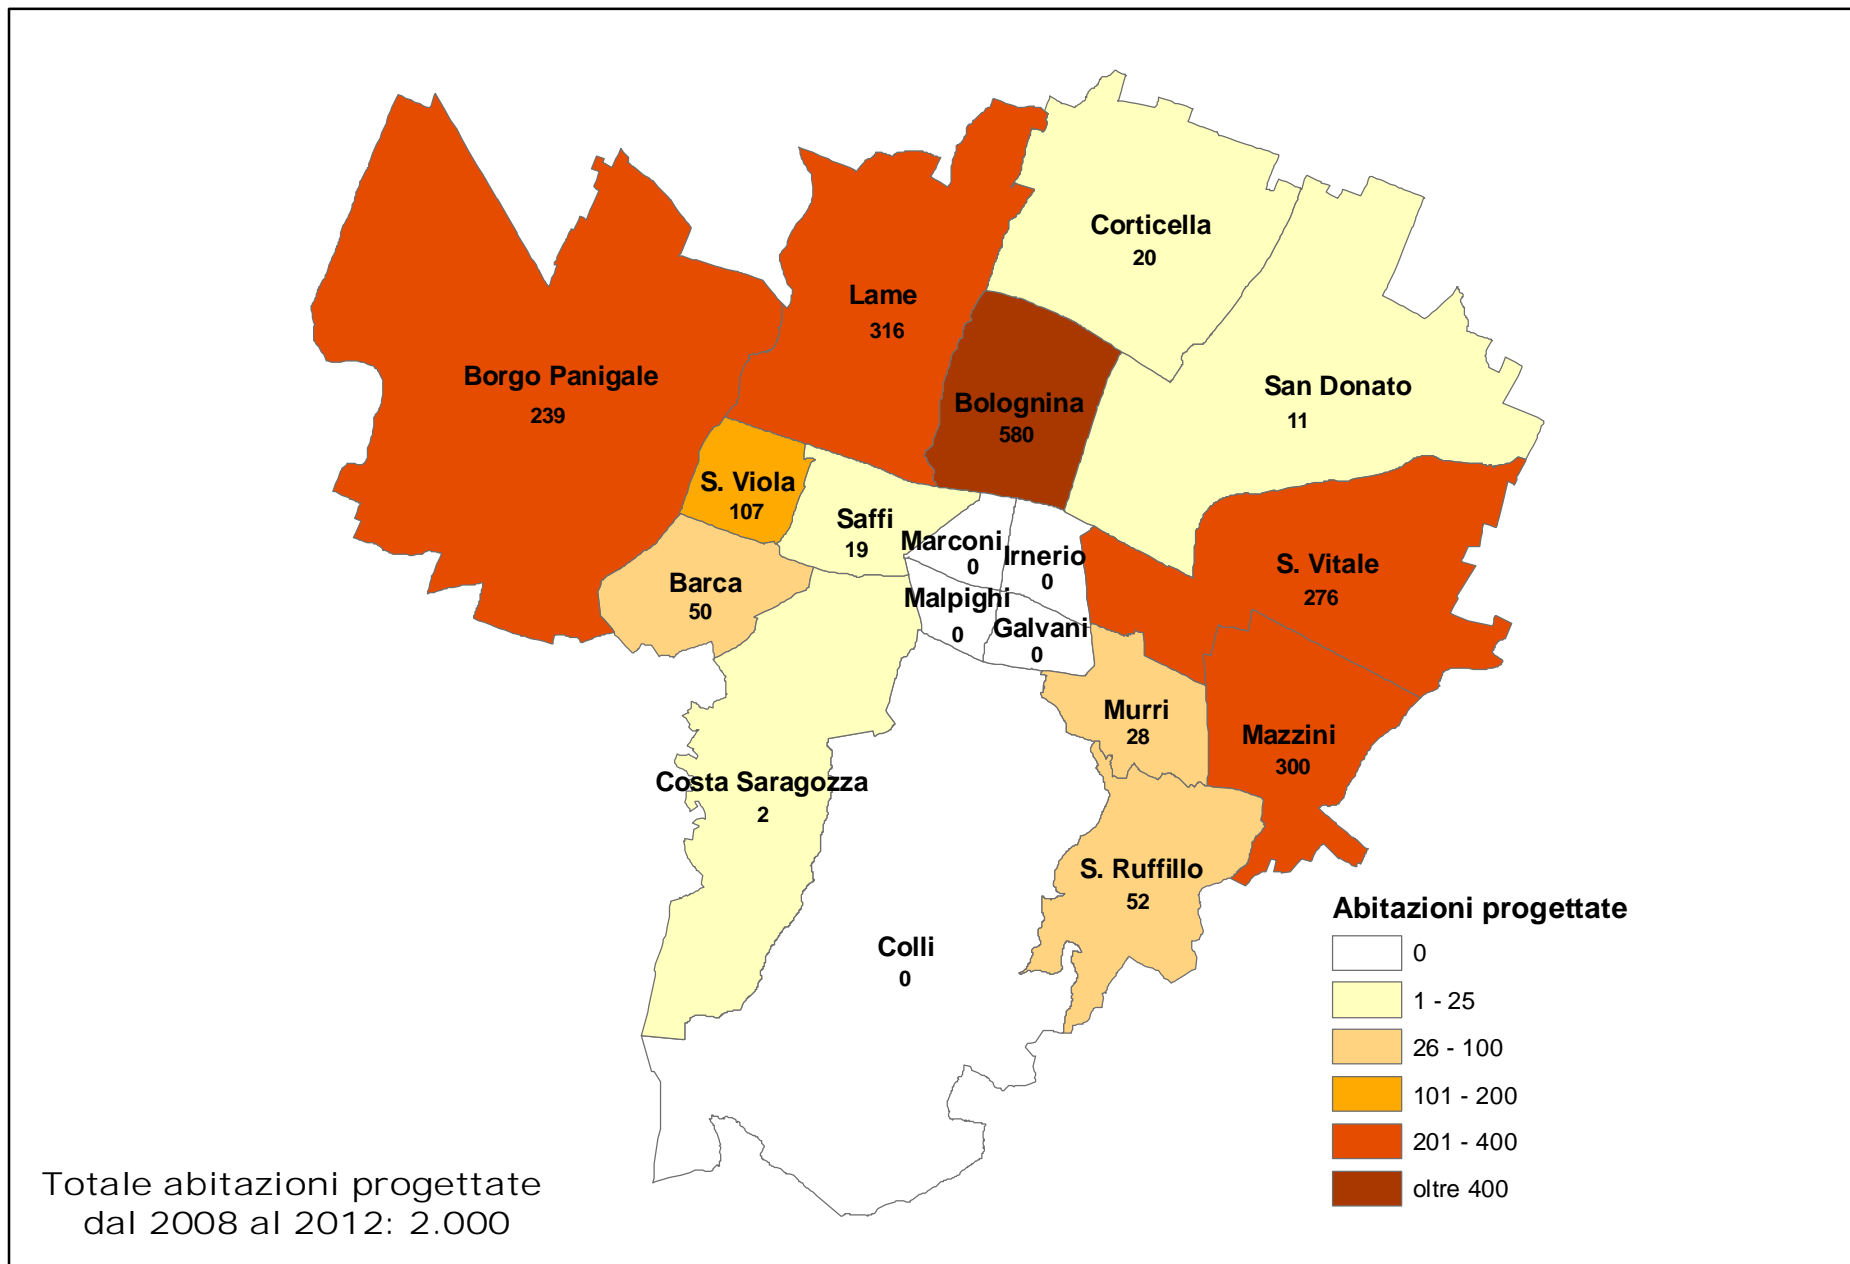 Corticella
20
Lame
316
Borgo Panigale
239
Bolognina
580
San Donato
11
S. Viola
107
Saffi
19
Marconi
0
Irnerio
0
S. Vitale
276
Barca
50
Malpighi
0
Galvani
0
Murri
28
Mazzini
300
Costa Saragozza
2
S. Ruffillo
52
Colli
0
Abitazioni progettate
0
1 - 25
26 - 100
101 - 200
201 - 400
oltre 400
Totale abitazioni progettate
dal 2008 al 2012: 2.000